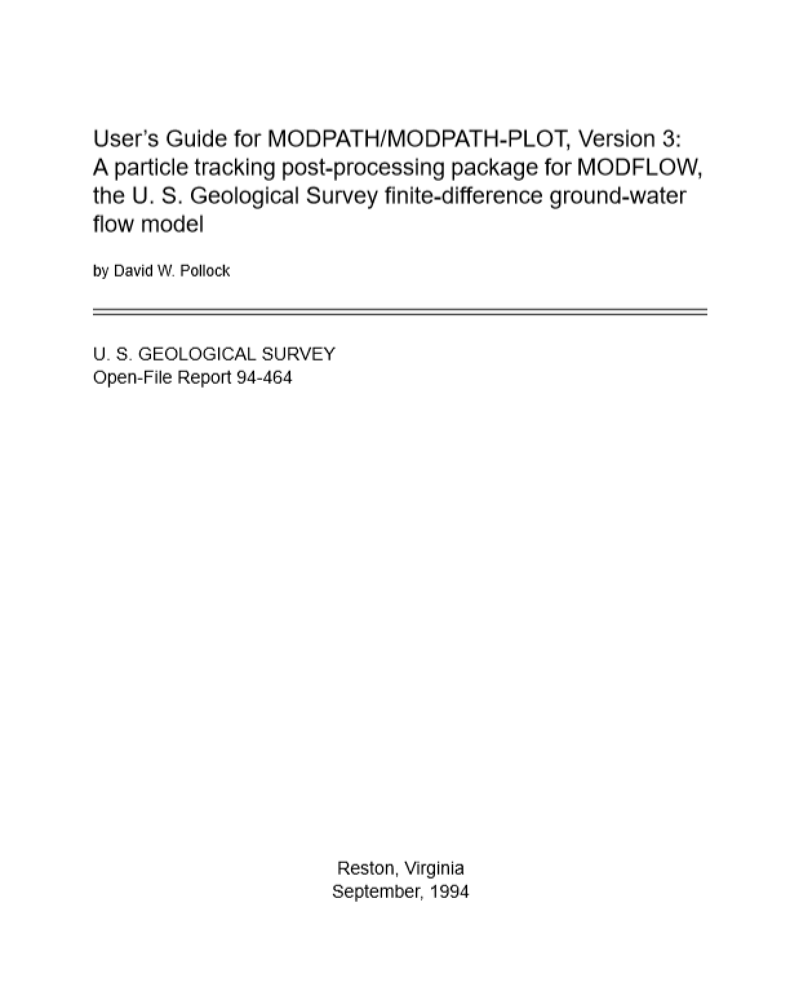 User’s Guide for MODPATH/MODPATH-PLOT, Version 3:
A particle tracking post-processing package for MODFLOW,
the U. S. Geological Survey finite-difference ground-water
flow model
by David W. Pollock
U. S. GEOLOGICAL SURVEY
Open-File Report 94-464
Reston, Virginia
September, 1994